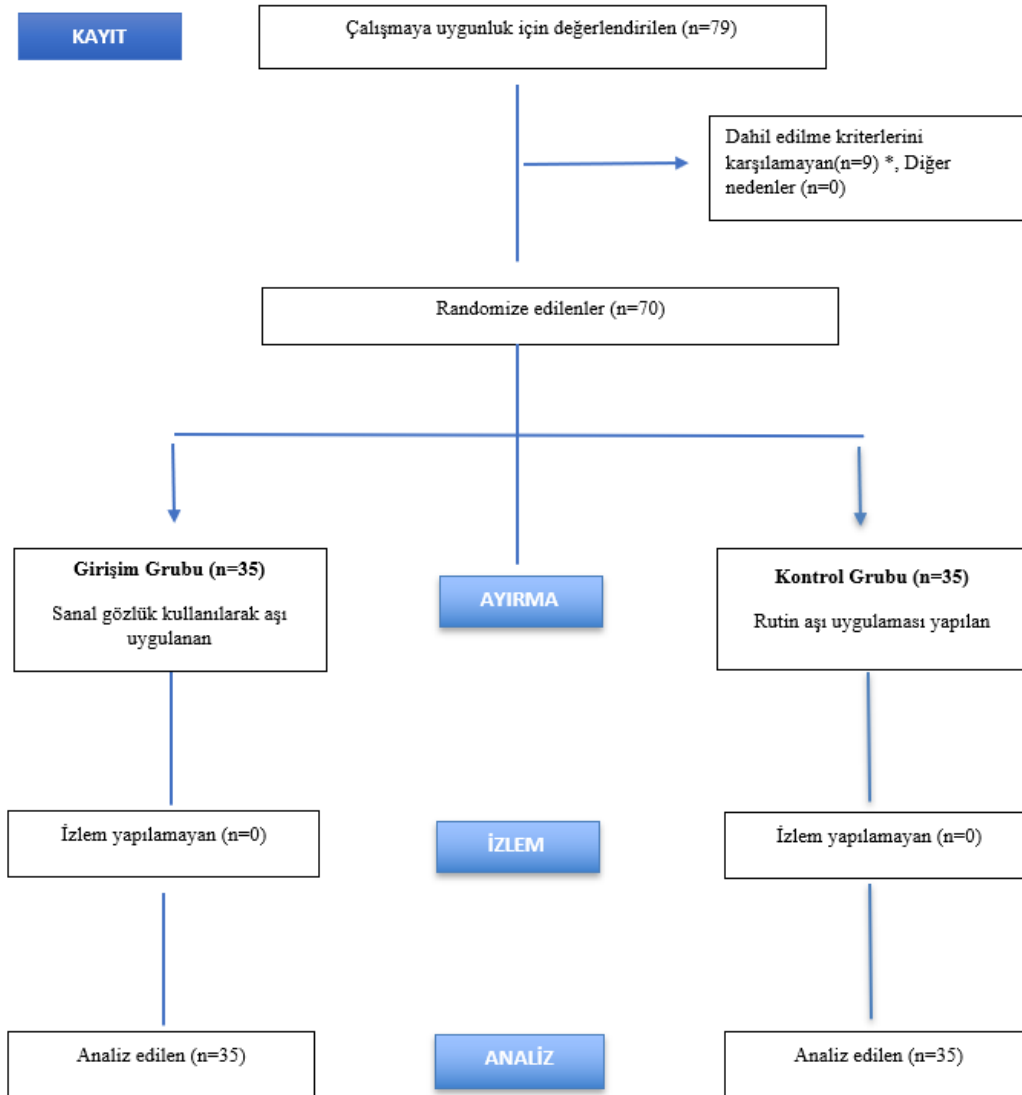 KAYIT
Çalışmaya uygunluk için değerlendirilen (n=79)
Dahil edilme kriterlerini
karşılamayan(n=9) *, Diğer
nedenler (n=0)
Randomize edilenler (n=70)
Girişim Grubu (n=35)
Sanal gözlük kullanılarak aşı
uygulanan
AYIRMA
Kontrol Grubu (n=35)
Rutin aşı uygulaması yapılan
İzlem yapılamayan (n=0)
İZLEM
İzlem yapılamayan (n=0)
Analiz edilen (n=35)
ANALİZ
Analiz edilen (n=35)